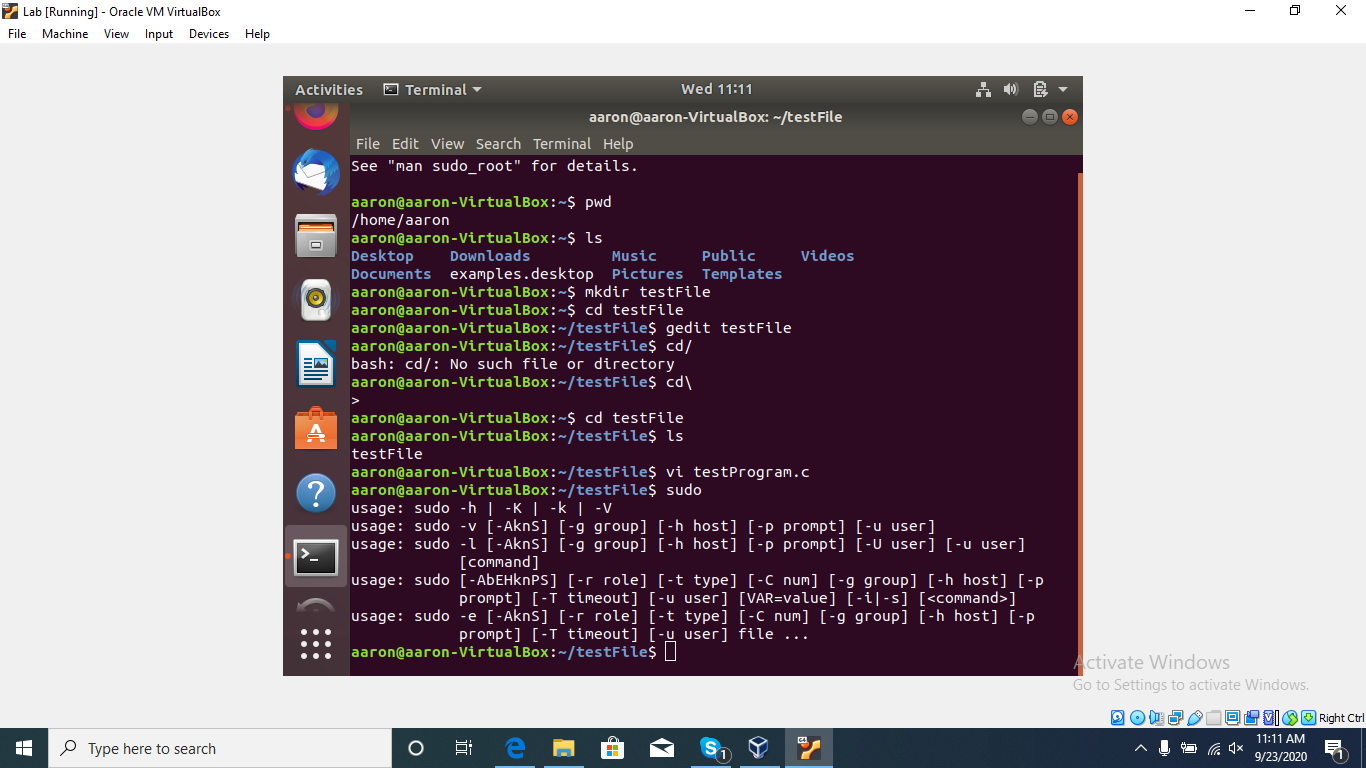 Lab [Running] - Oracle VM VirtualBox
File Machine View Input Devices Help
Activities Terminal Wed 11:11
aaron@aaron-VirtualBox: ~/testFile
File Edit View Search Terminal Help
See "man sudo_root" for details.
aaron@aaron-VirtualBox:~$ pwd
/home/aaron
aaron@aaron-VirtualBox:~$ ls
Desktop Downloads Music Public Videos
Documents examples.desktop Pictures Templates
aaron@aaron-VirtualBox:~$ mkdir testFile
aaron@aaron-VirtualBox:~$ cd testFile
aaron@aaron-VirtualBox:~/testFile$ gedit testFile
aaron@aaron-VirtualBox:~/testFile$ cd/
bash: cd/: No such file or directory
aaron@aaron-VirtualBox:~/testFile$ cd\
>
aaron@aaron-VirtualBox:~$ cd testFile
aaron@aaron-VirtualBox:~/testFile$ ls
testFile
aaron@aaron-VirtualBox:~/testFile$ vi testProgram.c
aaron@aaron-VirtualBox:~/testFile$ sudo
usage: sudo -h | -K | -k | -V
usage: sudo -v [-AknS] [-g group] [-h host] [-p prompt] [-u user]
usage: sudo -l [-AknS] [-g group] [-h host] [-p prompt] [-U user] [-u user]
[command]
usage: sudo [-AbEHknPS] [-r role] [-t type] [-C num] [-g group] [-h host] [-p
prompt] [-T timeout] [-u user] [VAR=value] [-i|-s] [<command>]
usage: sudo -e [-AknS] [-r role] [-t type] [-C num] [-g group] [-h host] [-p
prompt] [-T timeout] [-u user] file ...
aaron@aaron-VirtualBox:~/testFile$
Activate Windows
Go to Settings to activate Windows.
Right Ctrl
Type here to search
1
11:11 AM
9/23/2020
1